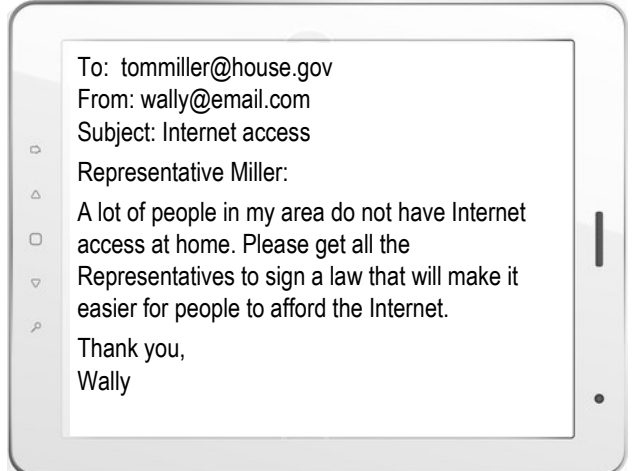 To: tommiller@house.gov
From: wally@email.com
Subject: Internet access
Representative Miller:
A lot of people in my area do not have Internet
access at home. Please get all the
Representatives to sign a law that will make it
easier for people to afford the Internet.
Thank you,
Wally